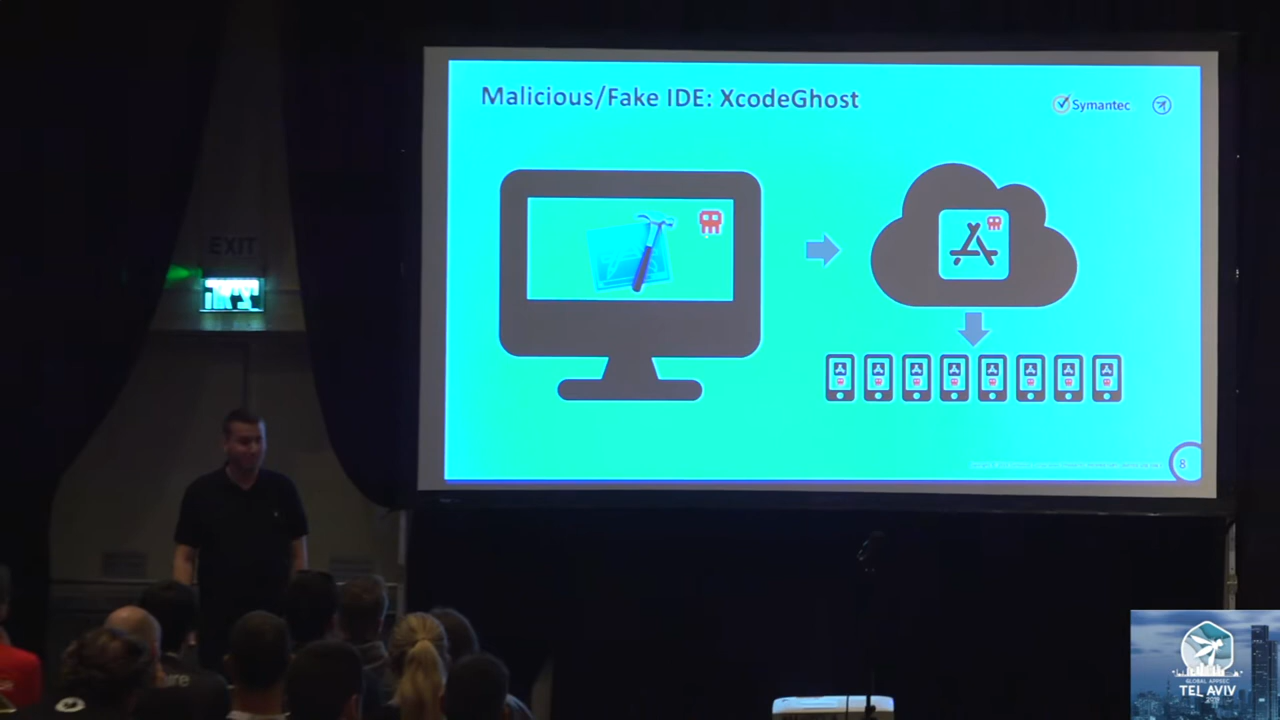 Malicious/Fake IDE: XcodeGhost
Symantec
EXIT
8
GLOBAL APPSEC
TEL AVIV